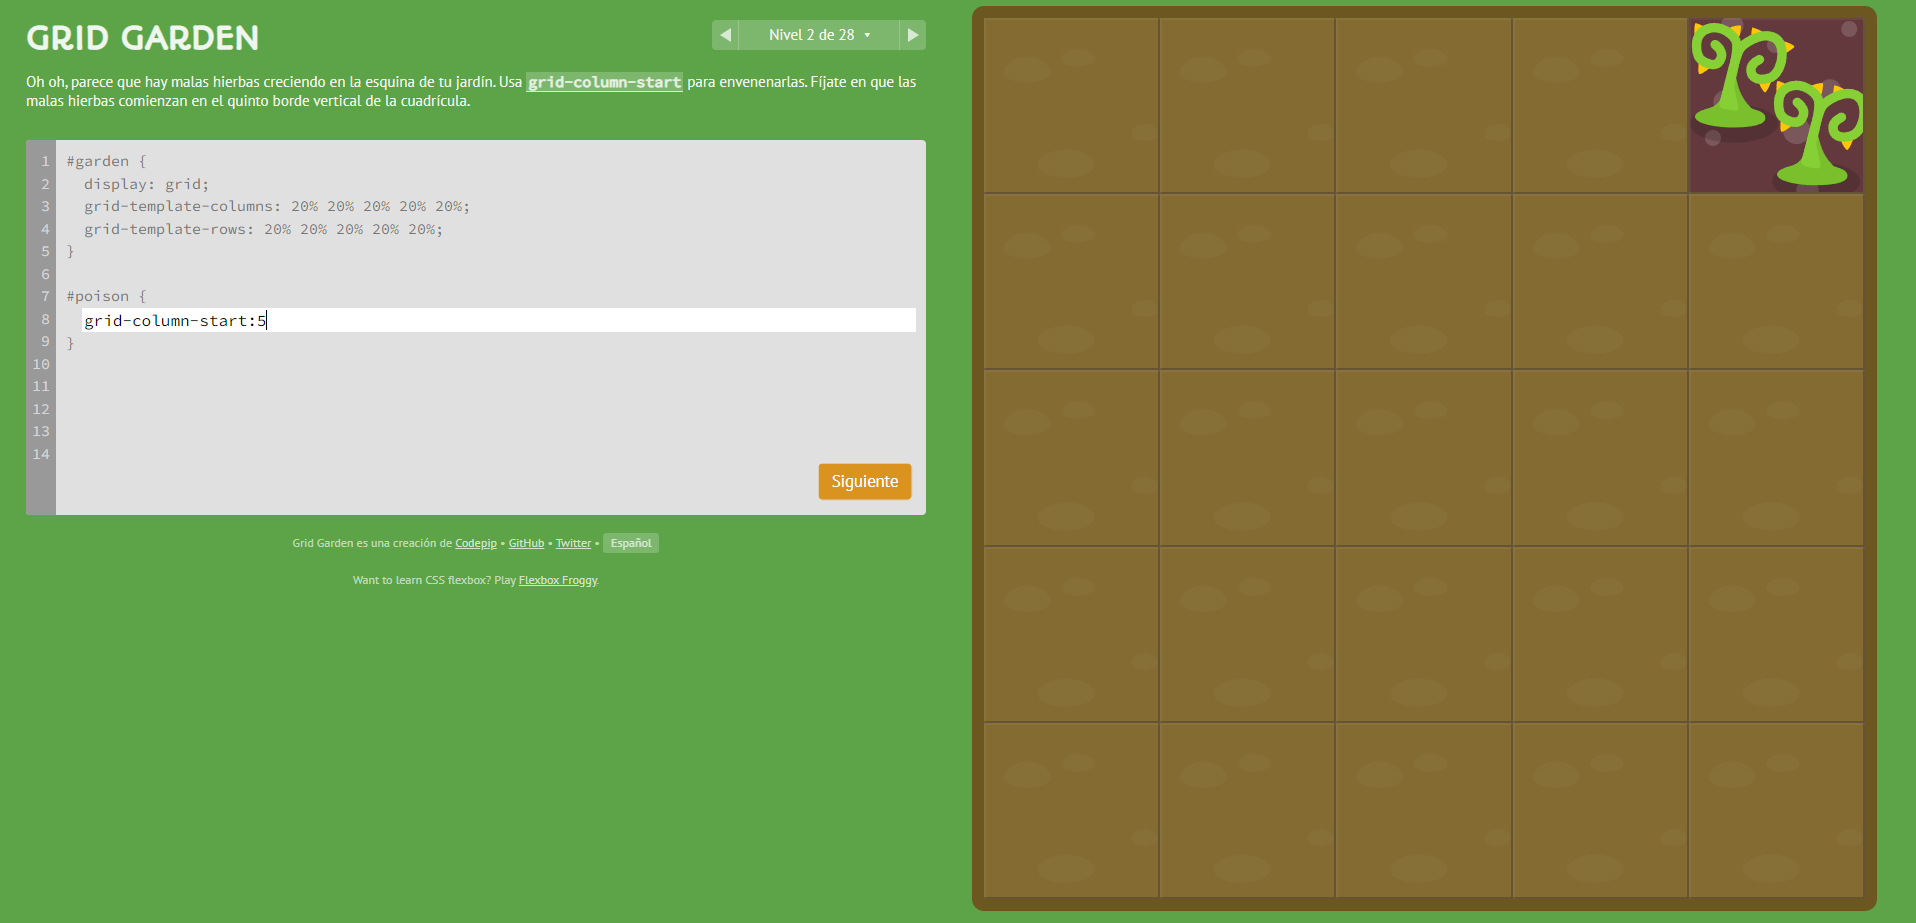 GRID GARDEN
Nivel 2 de 28
Oh oh, parece que hay malas hierbas creciendo en la esquina de tu jardín. Usa grid-column-start para envenenarlas. Fíjate en que las
malas hierbas comienzan en el quinto borde vertical de la cuadrícula.
1 #garden {
2 display: grid;
3 grid-template-columns: 20% 20% 20% 20% 20%;
4 grid-template-rows: 20% 20% 20% 20% 20%;
5 }
6
7 #poison {
8 grid-column-start:5
9 }
10
11
12
13
14
Siguiente
Grid Garden es una creación de Codepip • GitHub • Twitter • Español
Want to learn CSS flexbox? Play Flexbox Froggy.